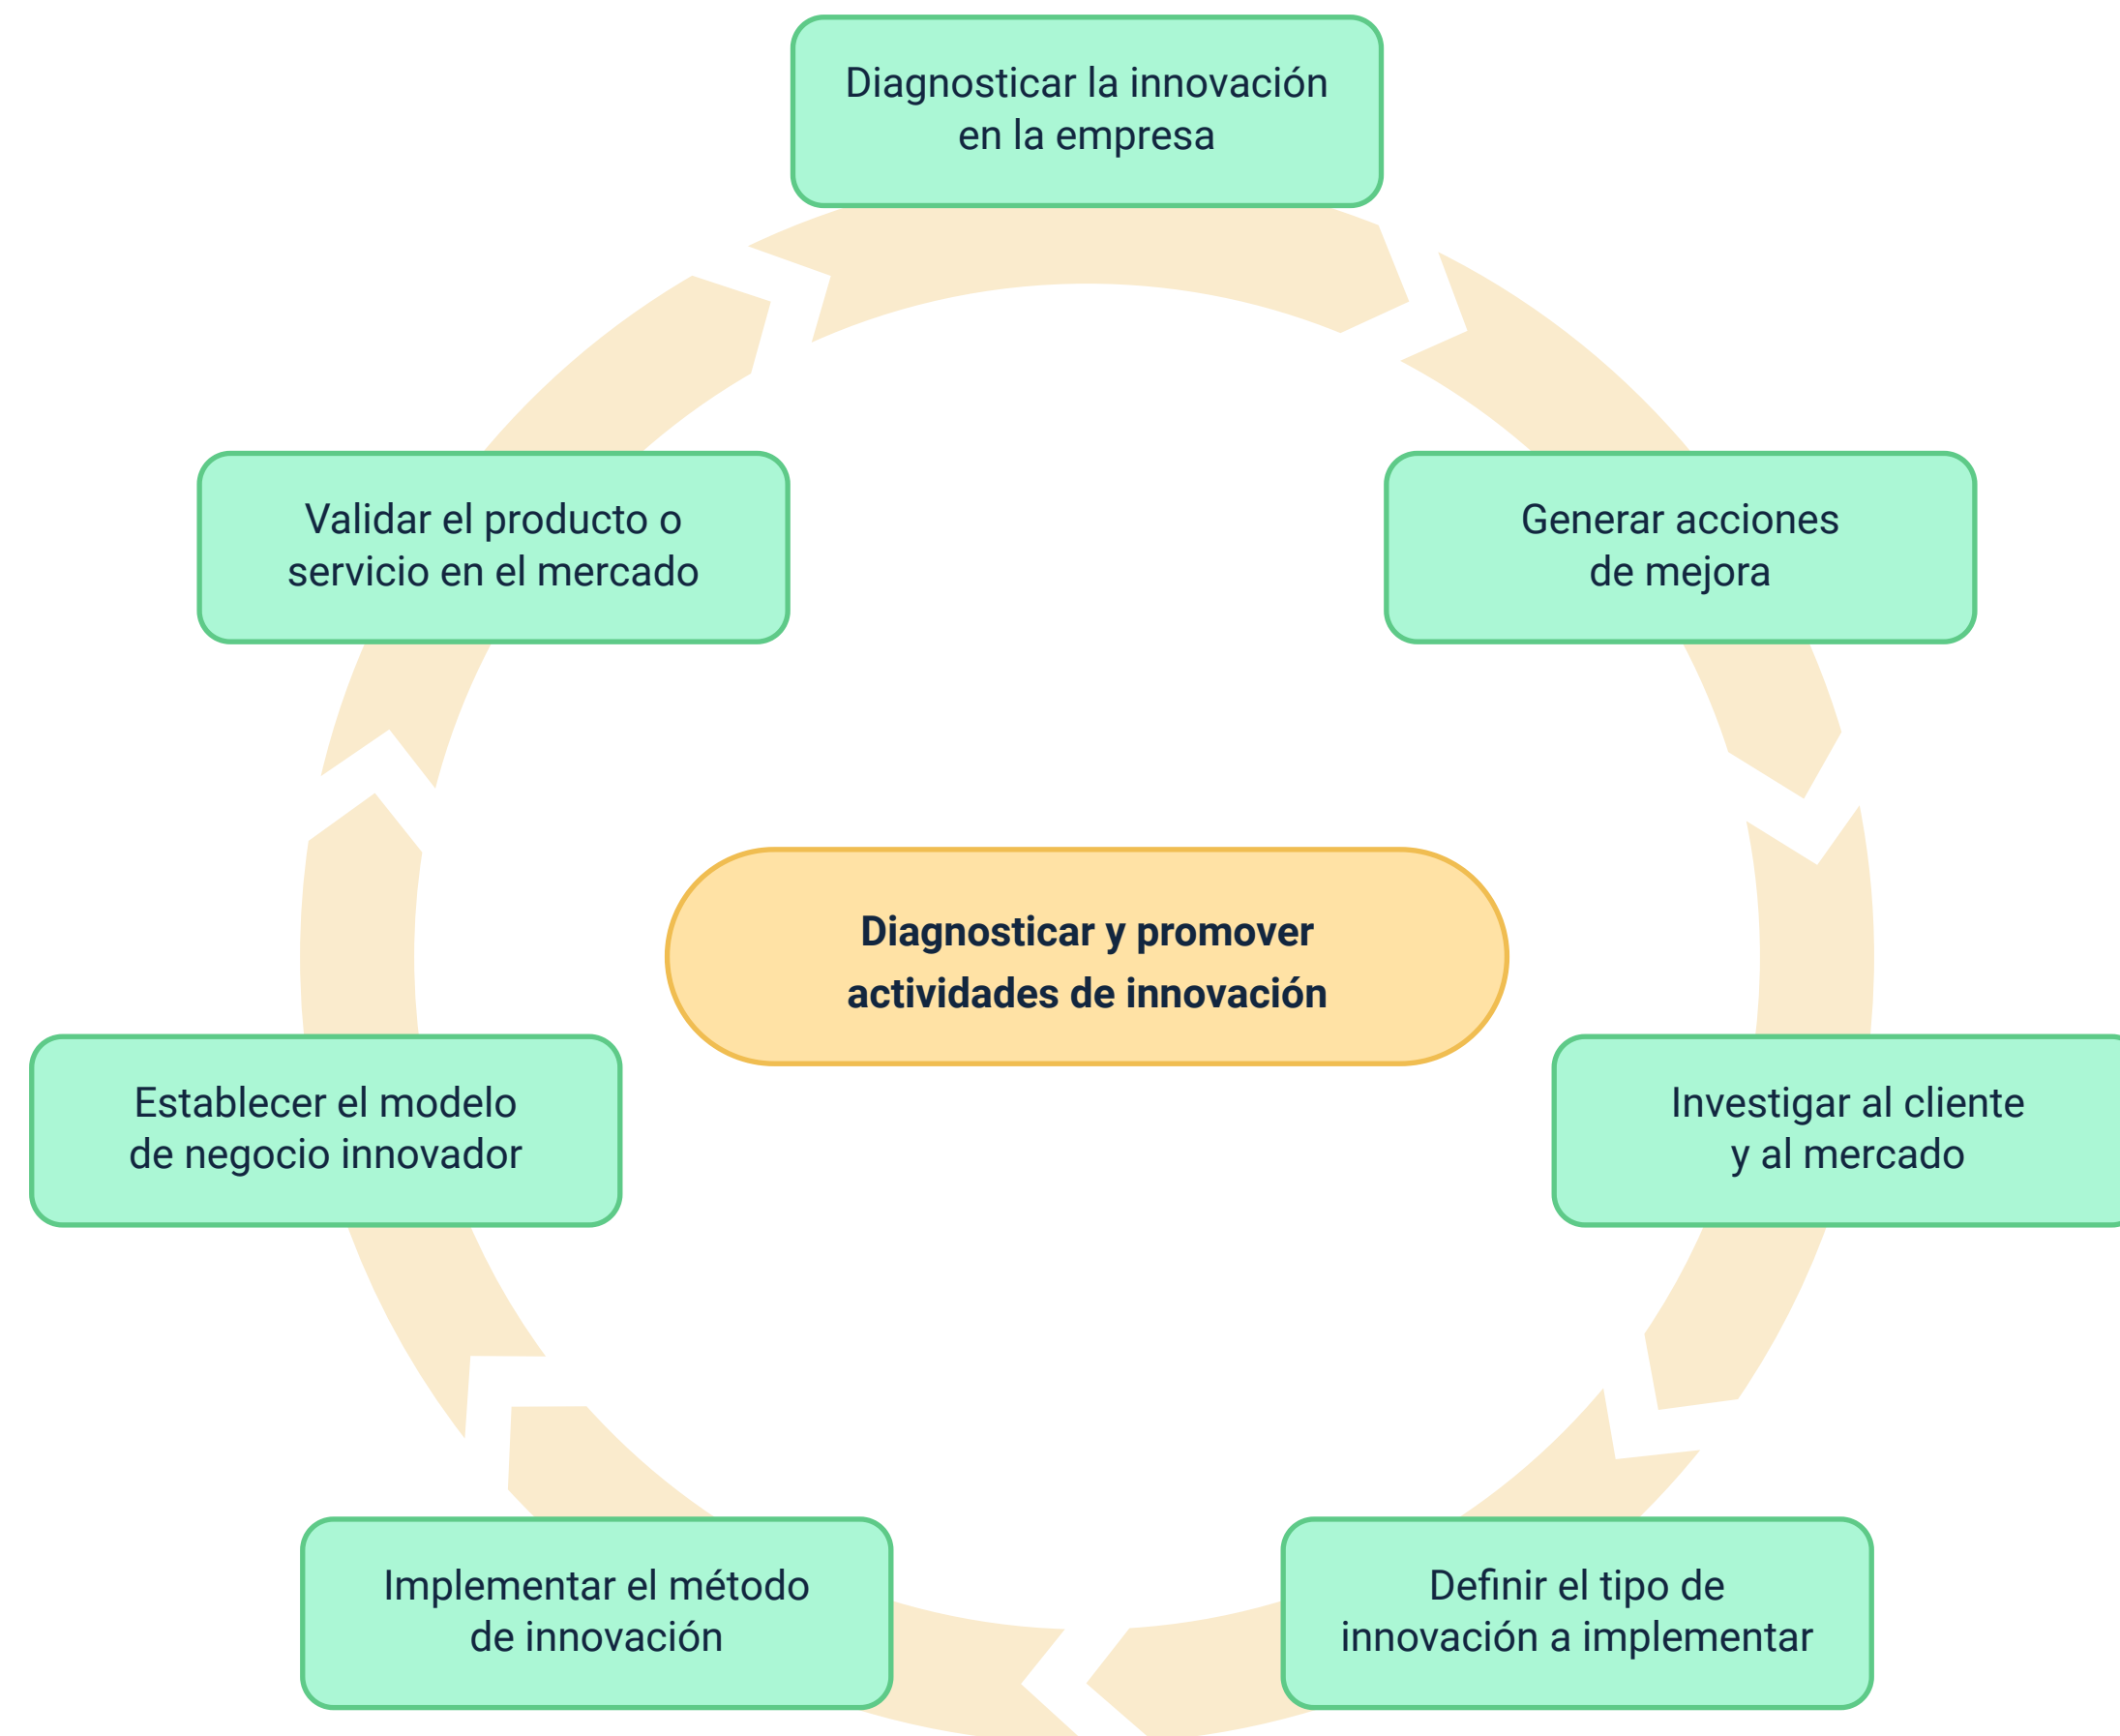 Diagnosticar la innovación
en la empresa
Generar acciones
de mejora
Investigar al cliente
y al mercado
Definir el tipo de
innovación a implementar
Implementar el método
de innovación
Establecer el modelo
de negocio innovador
Validar el producto o
servicio en el mercado
Diagnosticar y promover
actividades de innovación